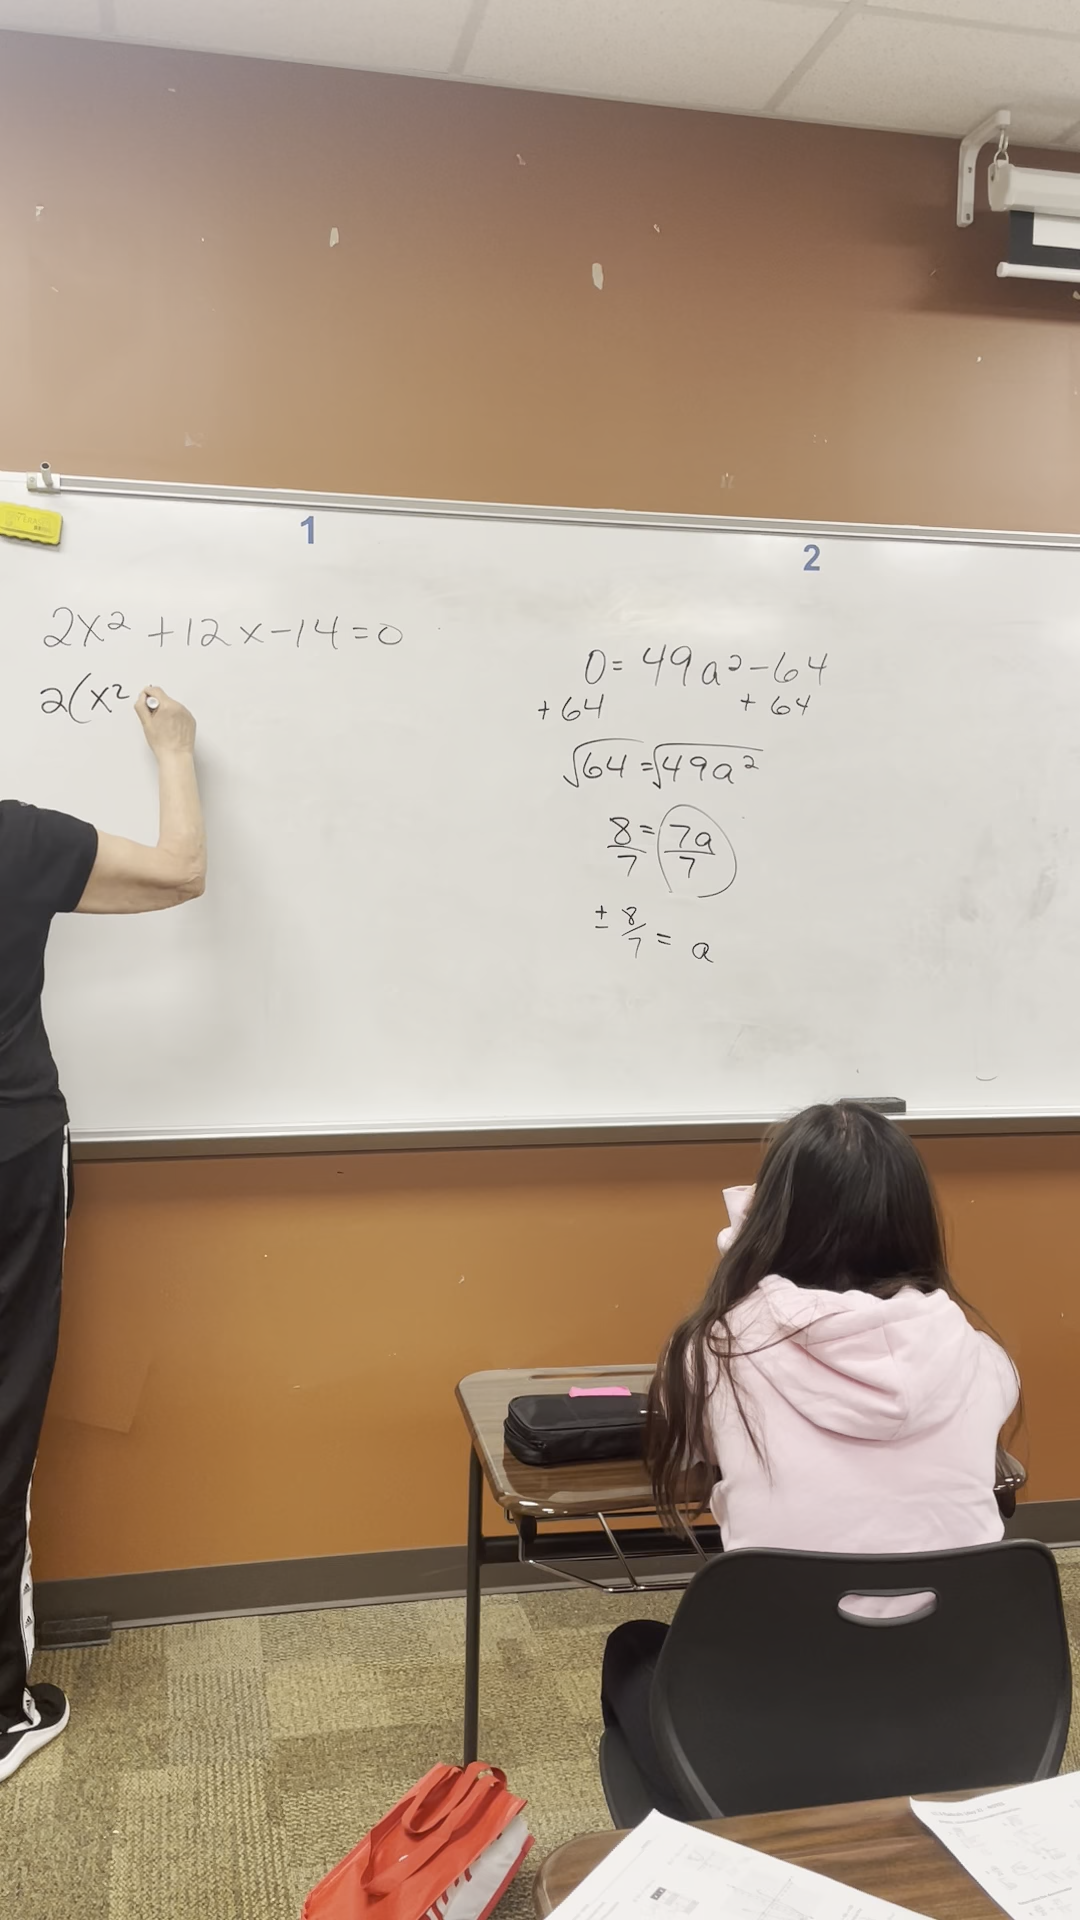 1
2x² + 12x - 14 = 0
2(x²
2
0 = 49a² - 64
+64 + 64
√64 = √49a²
8/7 = 7a/7
± 8/7 = a